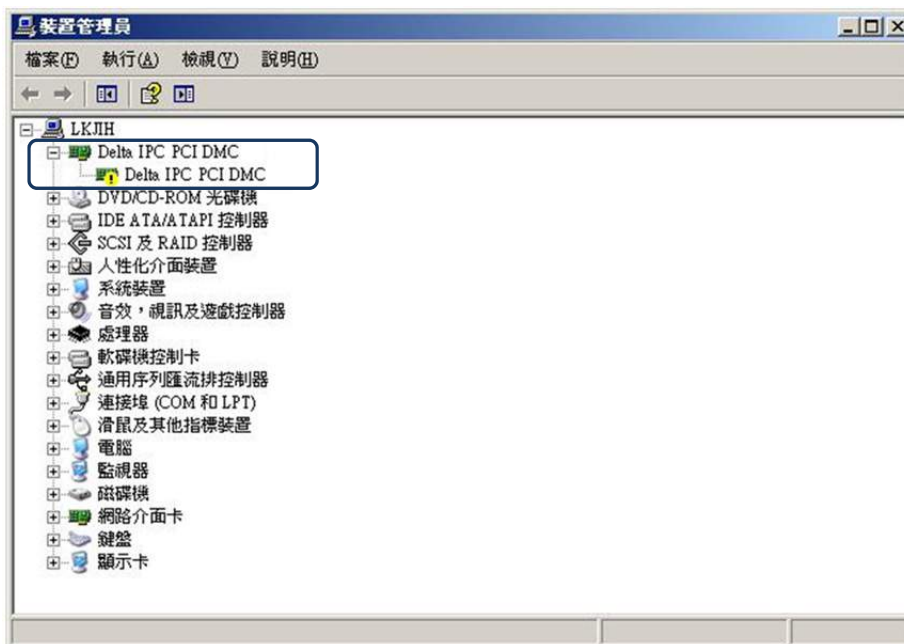 裝置管理員
檔案(F) 執行(A) 檢視(V) 說明(H)
LKJIH
Delta IPC PCI DMC
Delta IPC PCI DMC
DVD/CD-ROM 光碟機
IDE ATA/ATAPI 控制器
SCSI 及 RAID 控制器
人性化介面裝置
系統裝置
音效，視訊及遊戲控制器
處理器
軟碟機控制卡
通用序列匯流排控制器
連接埠 (COM 和 LPT)
滑鼠及其他指標裝置
電腦
監視器
磁碟機
網路介面卡
鍵盤
顯示卡